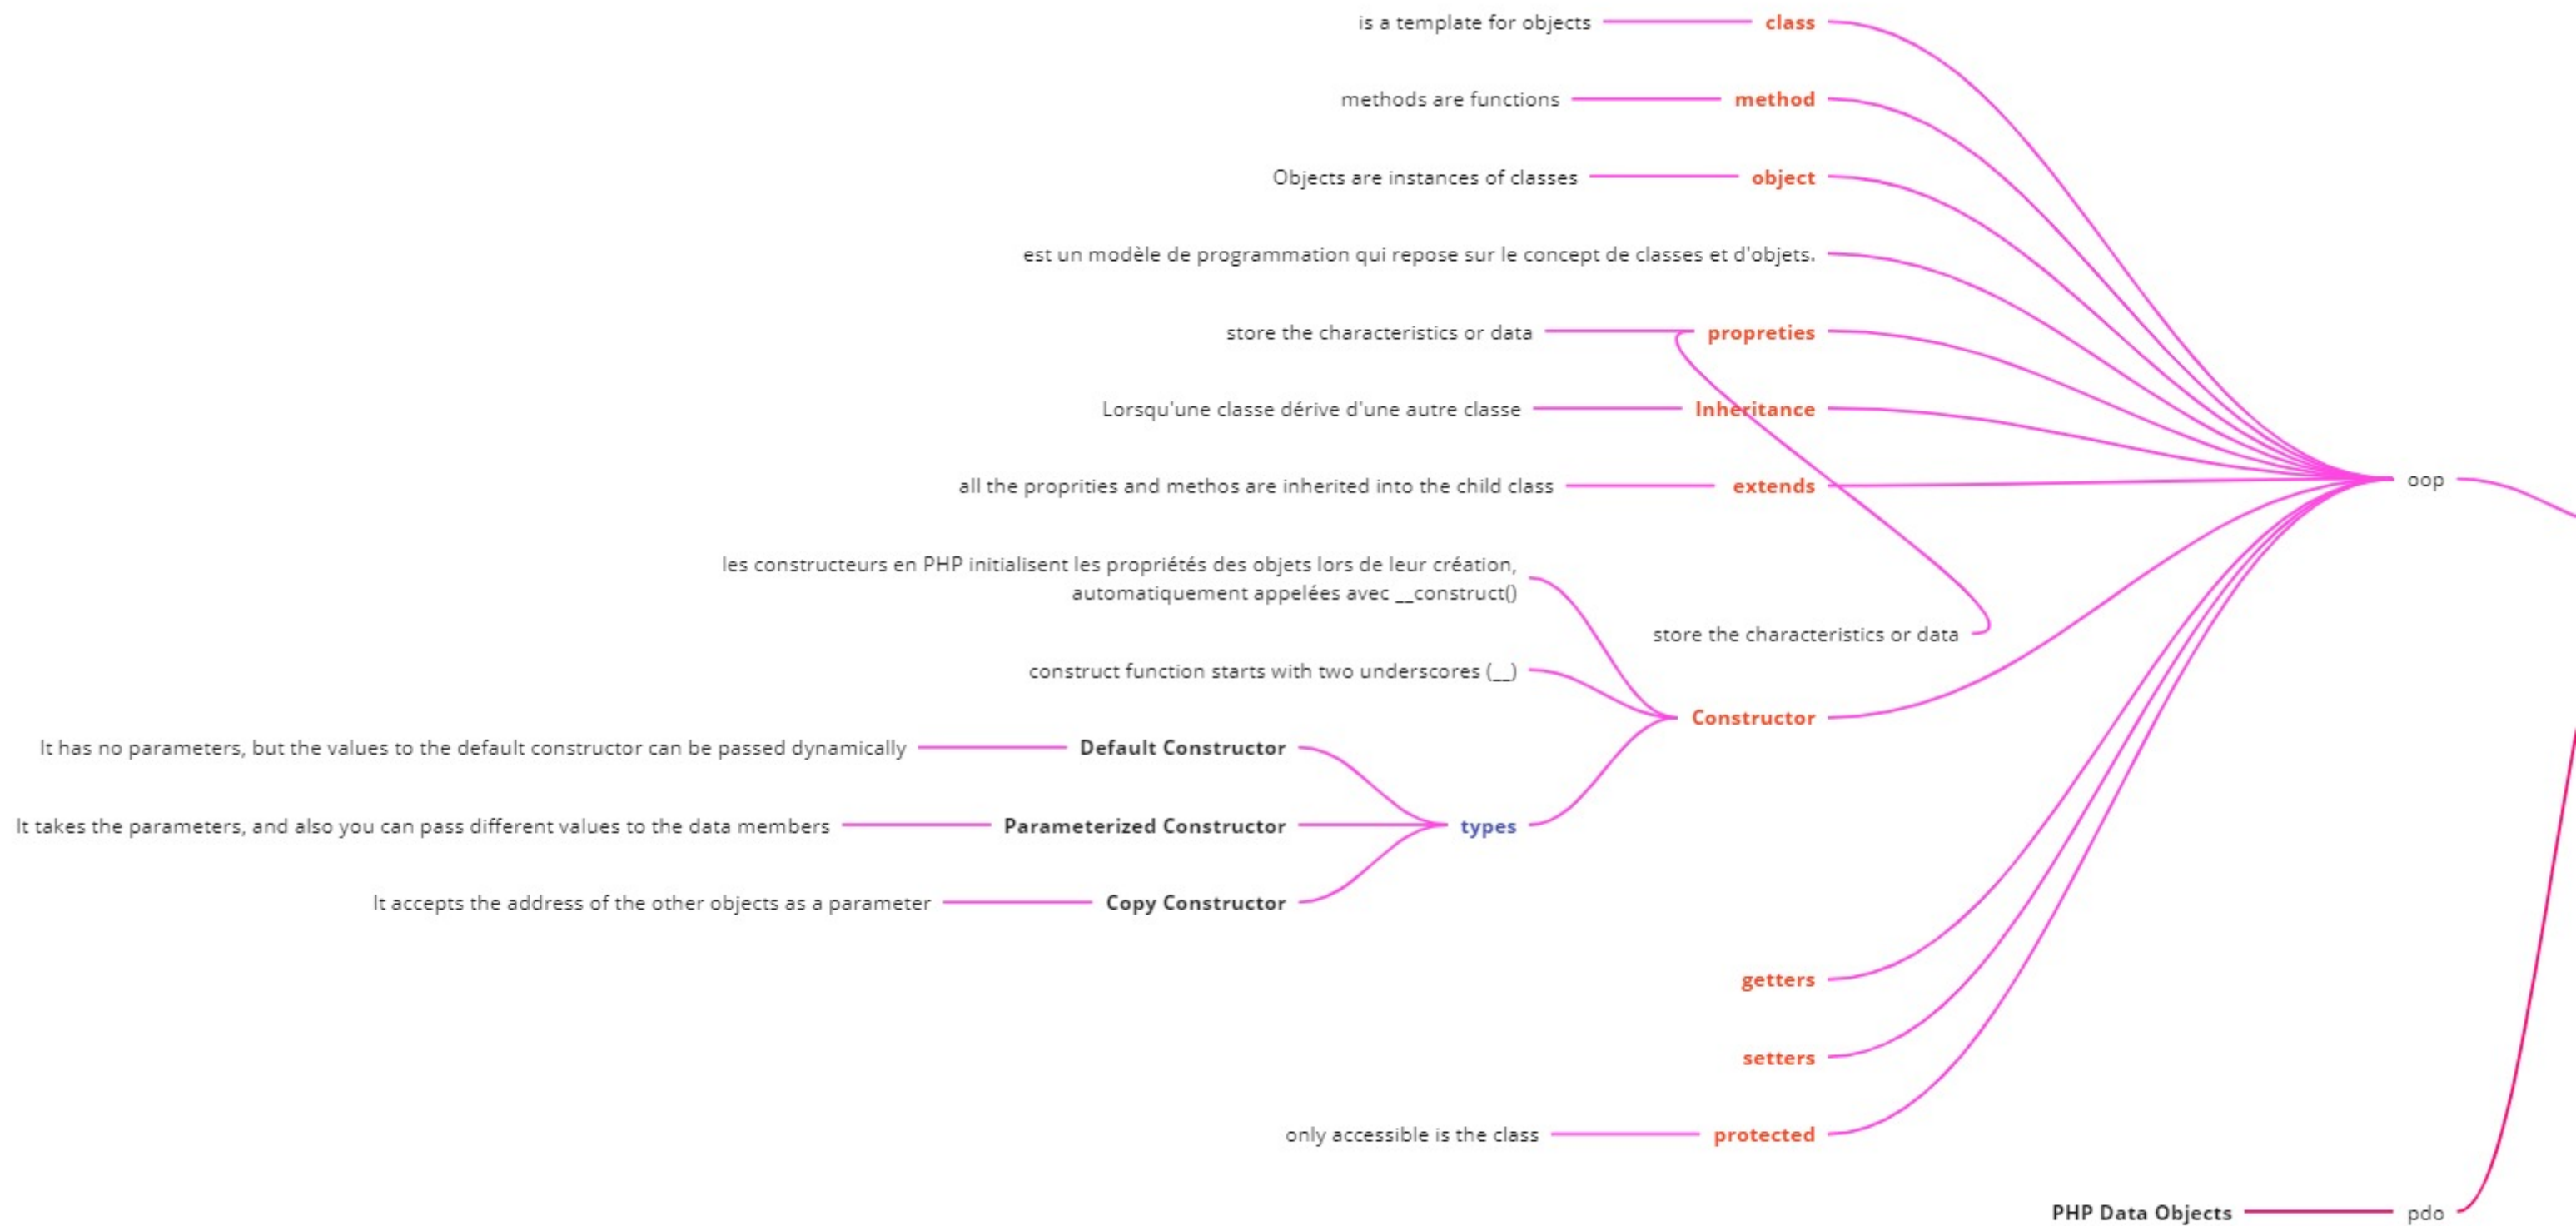 is a template for objects class
methods are functions method
Objects are instances of classes object
est un modèle de programmation qui repose sur le concept de classes et d'objets.
store the characteristics or data propreties
Lorsqu'une classe dérive d'une autre classe Inheritance
oop
all the proprities and methos are inherited into the child class extends
les constructeurs en PHP initialisent les propriétés des objets lors de leur création,
automatiquement appelées avec __construct()
store the characteristics or data
construct function starts with two underscores (__)
Constructor
It has no parameters, but the values to the default constructor can be passed dynamically Default Constructor
It takes the parameters, and also you can pass different values to the data members Parameterized Constructor types
It accepts the address of the other objects as a parameter Copy Constructor
getters
setters
only accessible is the class protected
PHP Data Objects pdo